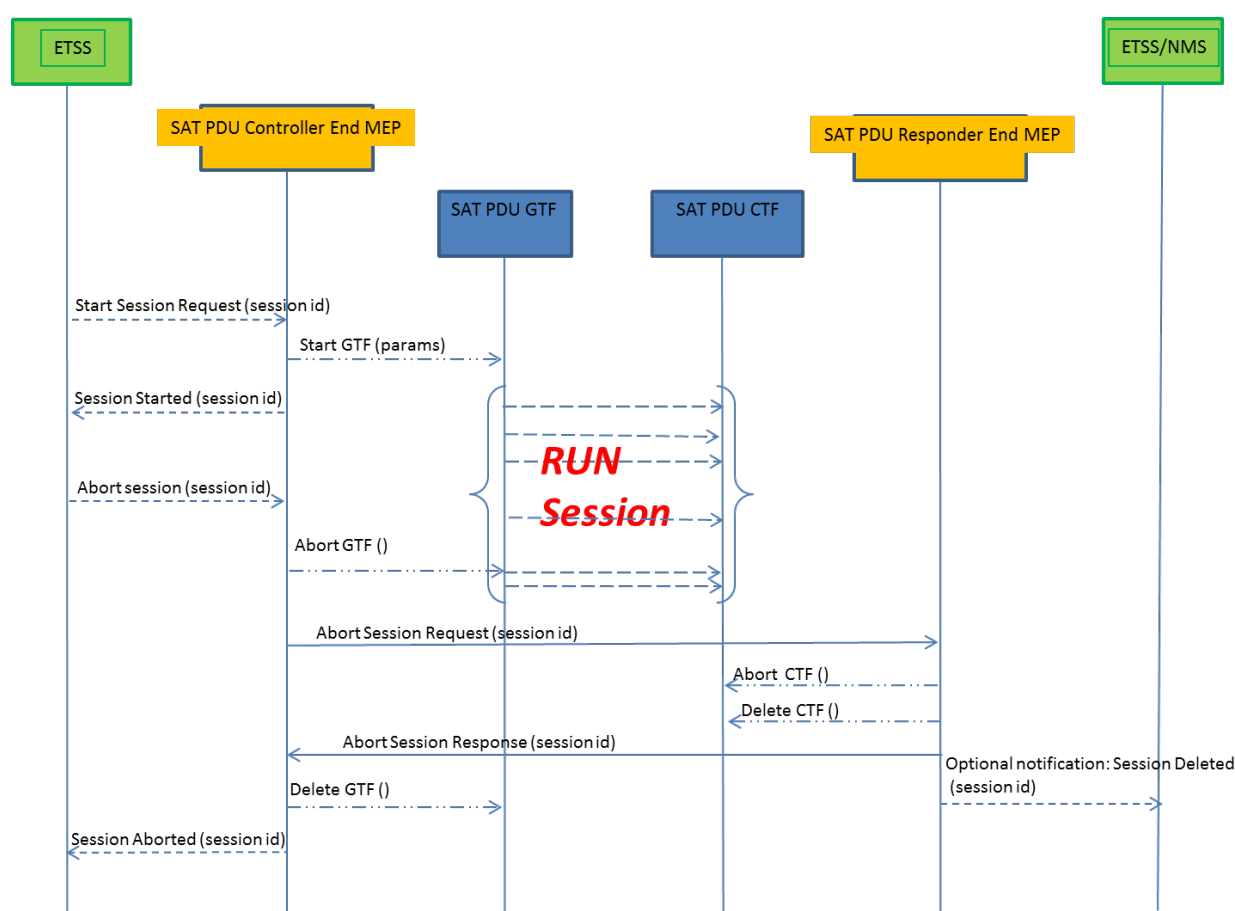 ETSS
ETSS/NMS
SAT PDU Controller End MEP
SAT PDU Responder End MEP
SAT PDU GTF
SAT PDU CTF
Start Session Request (session id)
Start GTF (params)
Session Started (session id)
RUN
Session
Abort session (session id)
Abort GTF ()
Abort Session Request (session id)
Abort CTF ()
Delete CTF ()
Abort Session Response (session id)
Optional notification: Session Deleted
(session id)
Delete GTF ()
Session Aborted (session id)